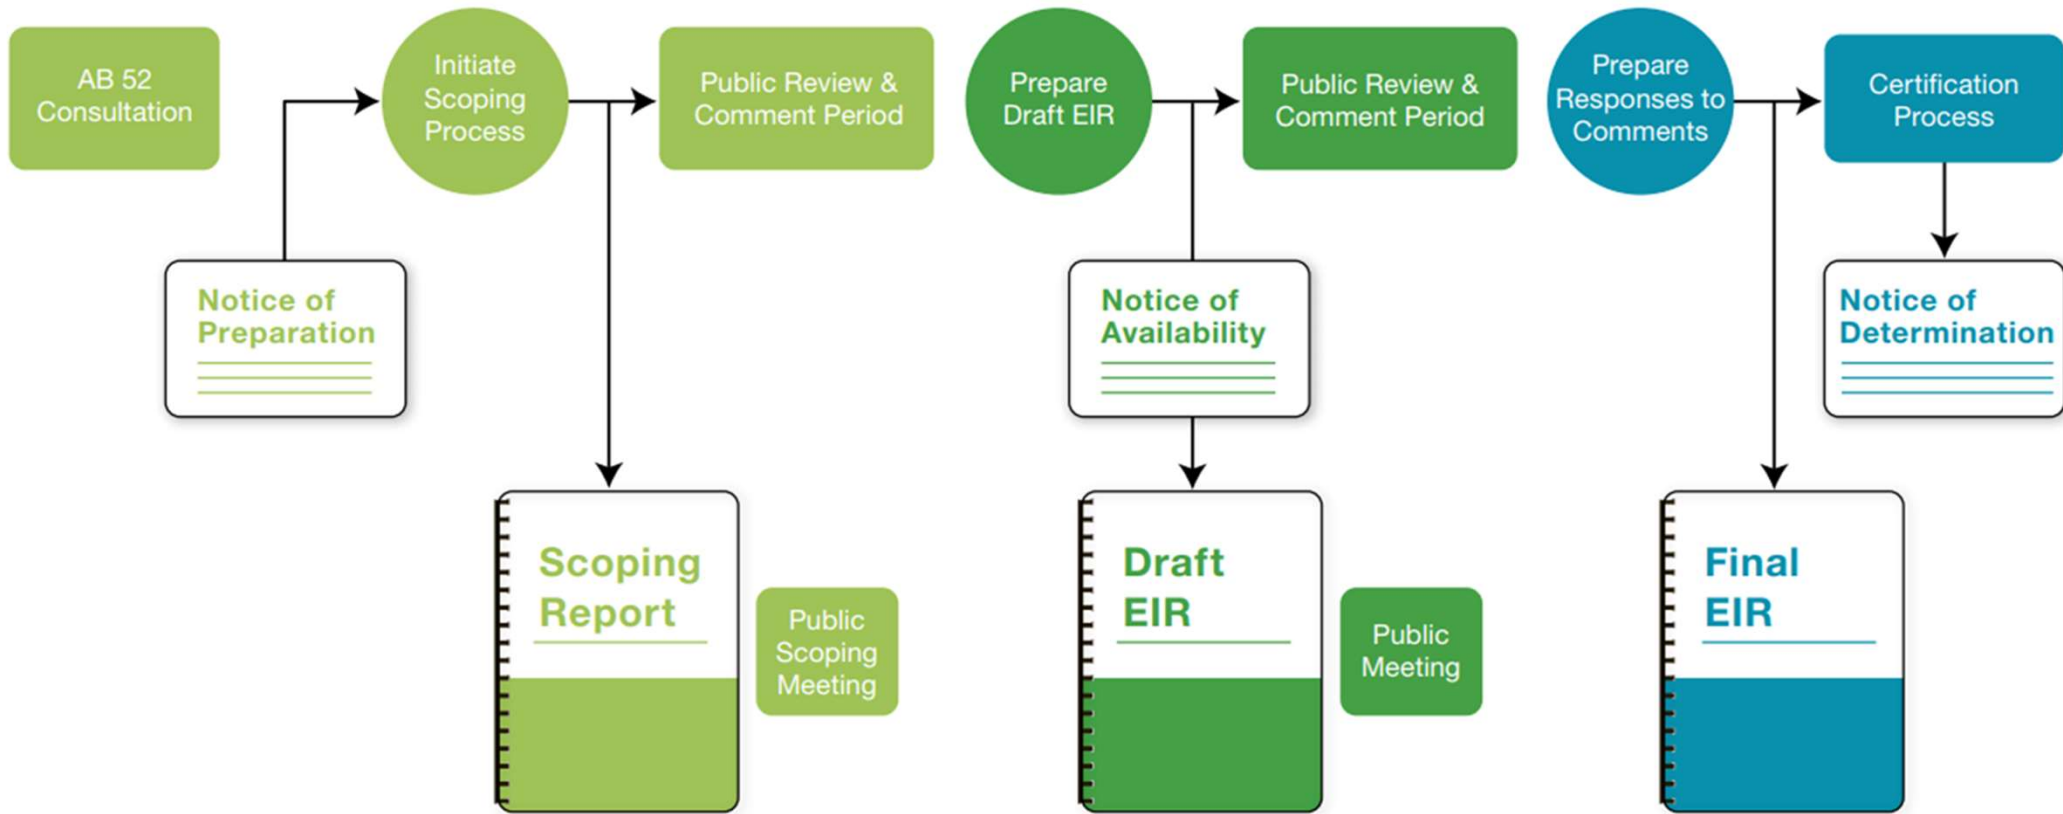 AB 52
Consultation
Initiate
Scoping
Process
Public Review &
Comment Period
Prepare
Draft EIR
Public Review &
Comment Period
Prepare
Responses to
Comments
Certification
Process
Notice of
Preparation
Notice of
Availability
Notice of
Determination
Scoping
Report
Public
Scoping
Meeting
Draft
EIR
Public
Meeting
Final
EIR